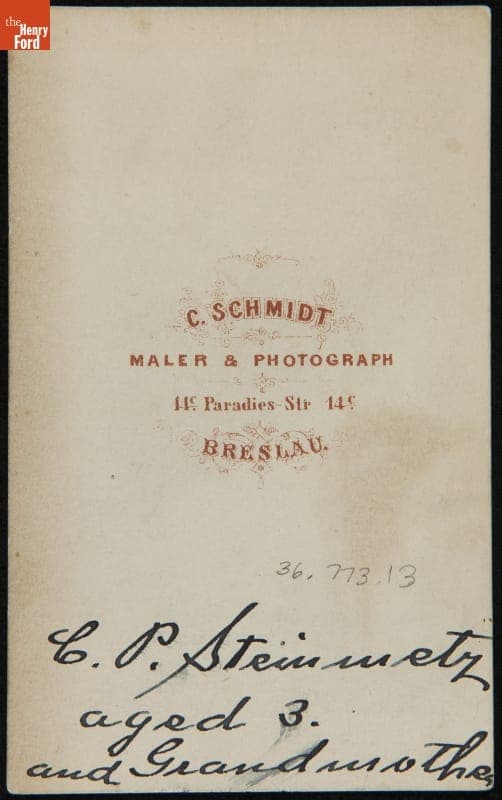 the
Henry
Ford
C. SCHMIDT
MALER & PHOTOGRAPH
14c Paradies-Str 14c
BRESLAU.
36.773.13
C. P. Steinmetz
aged 3.
and Grandmother